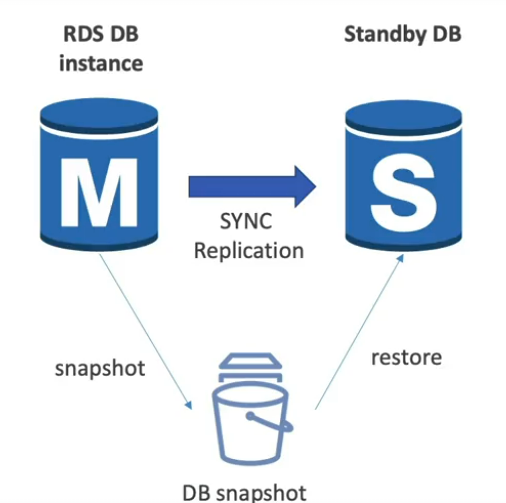 RDS DB
instance
Standby DB
M
S
SYNC
Replication
snapshot
restore
DB snapshot